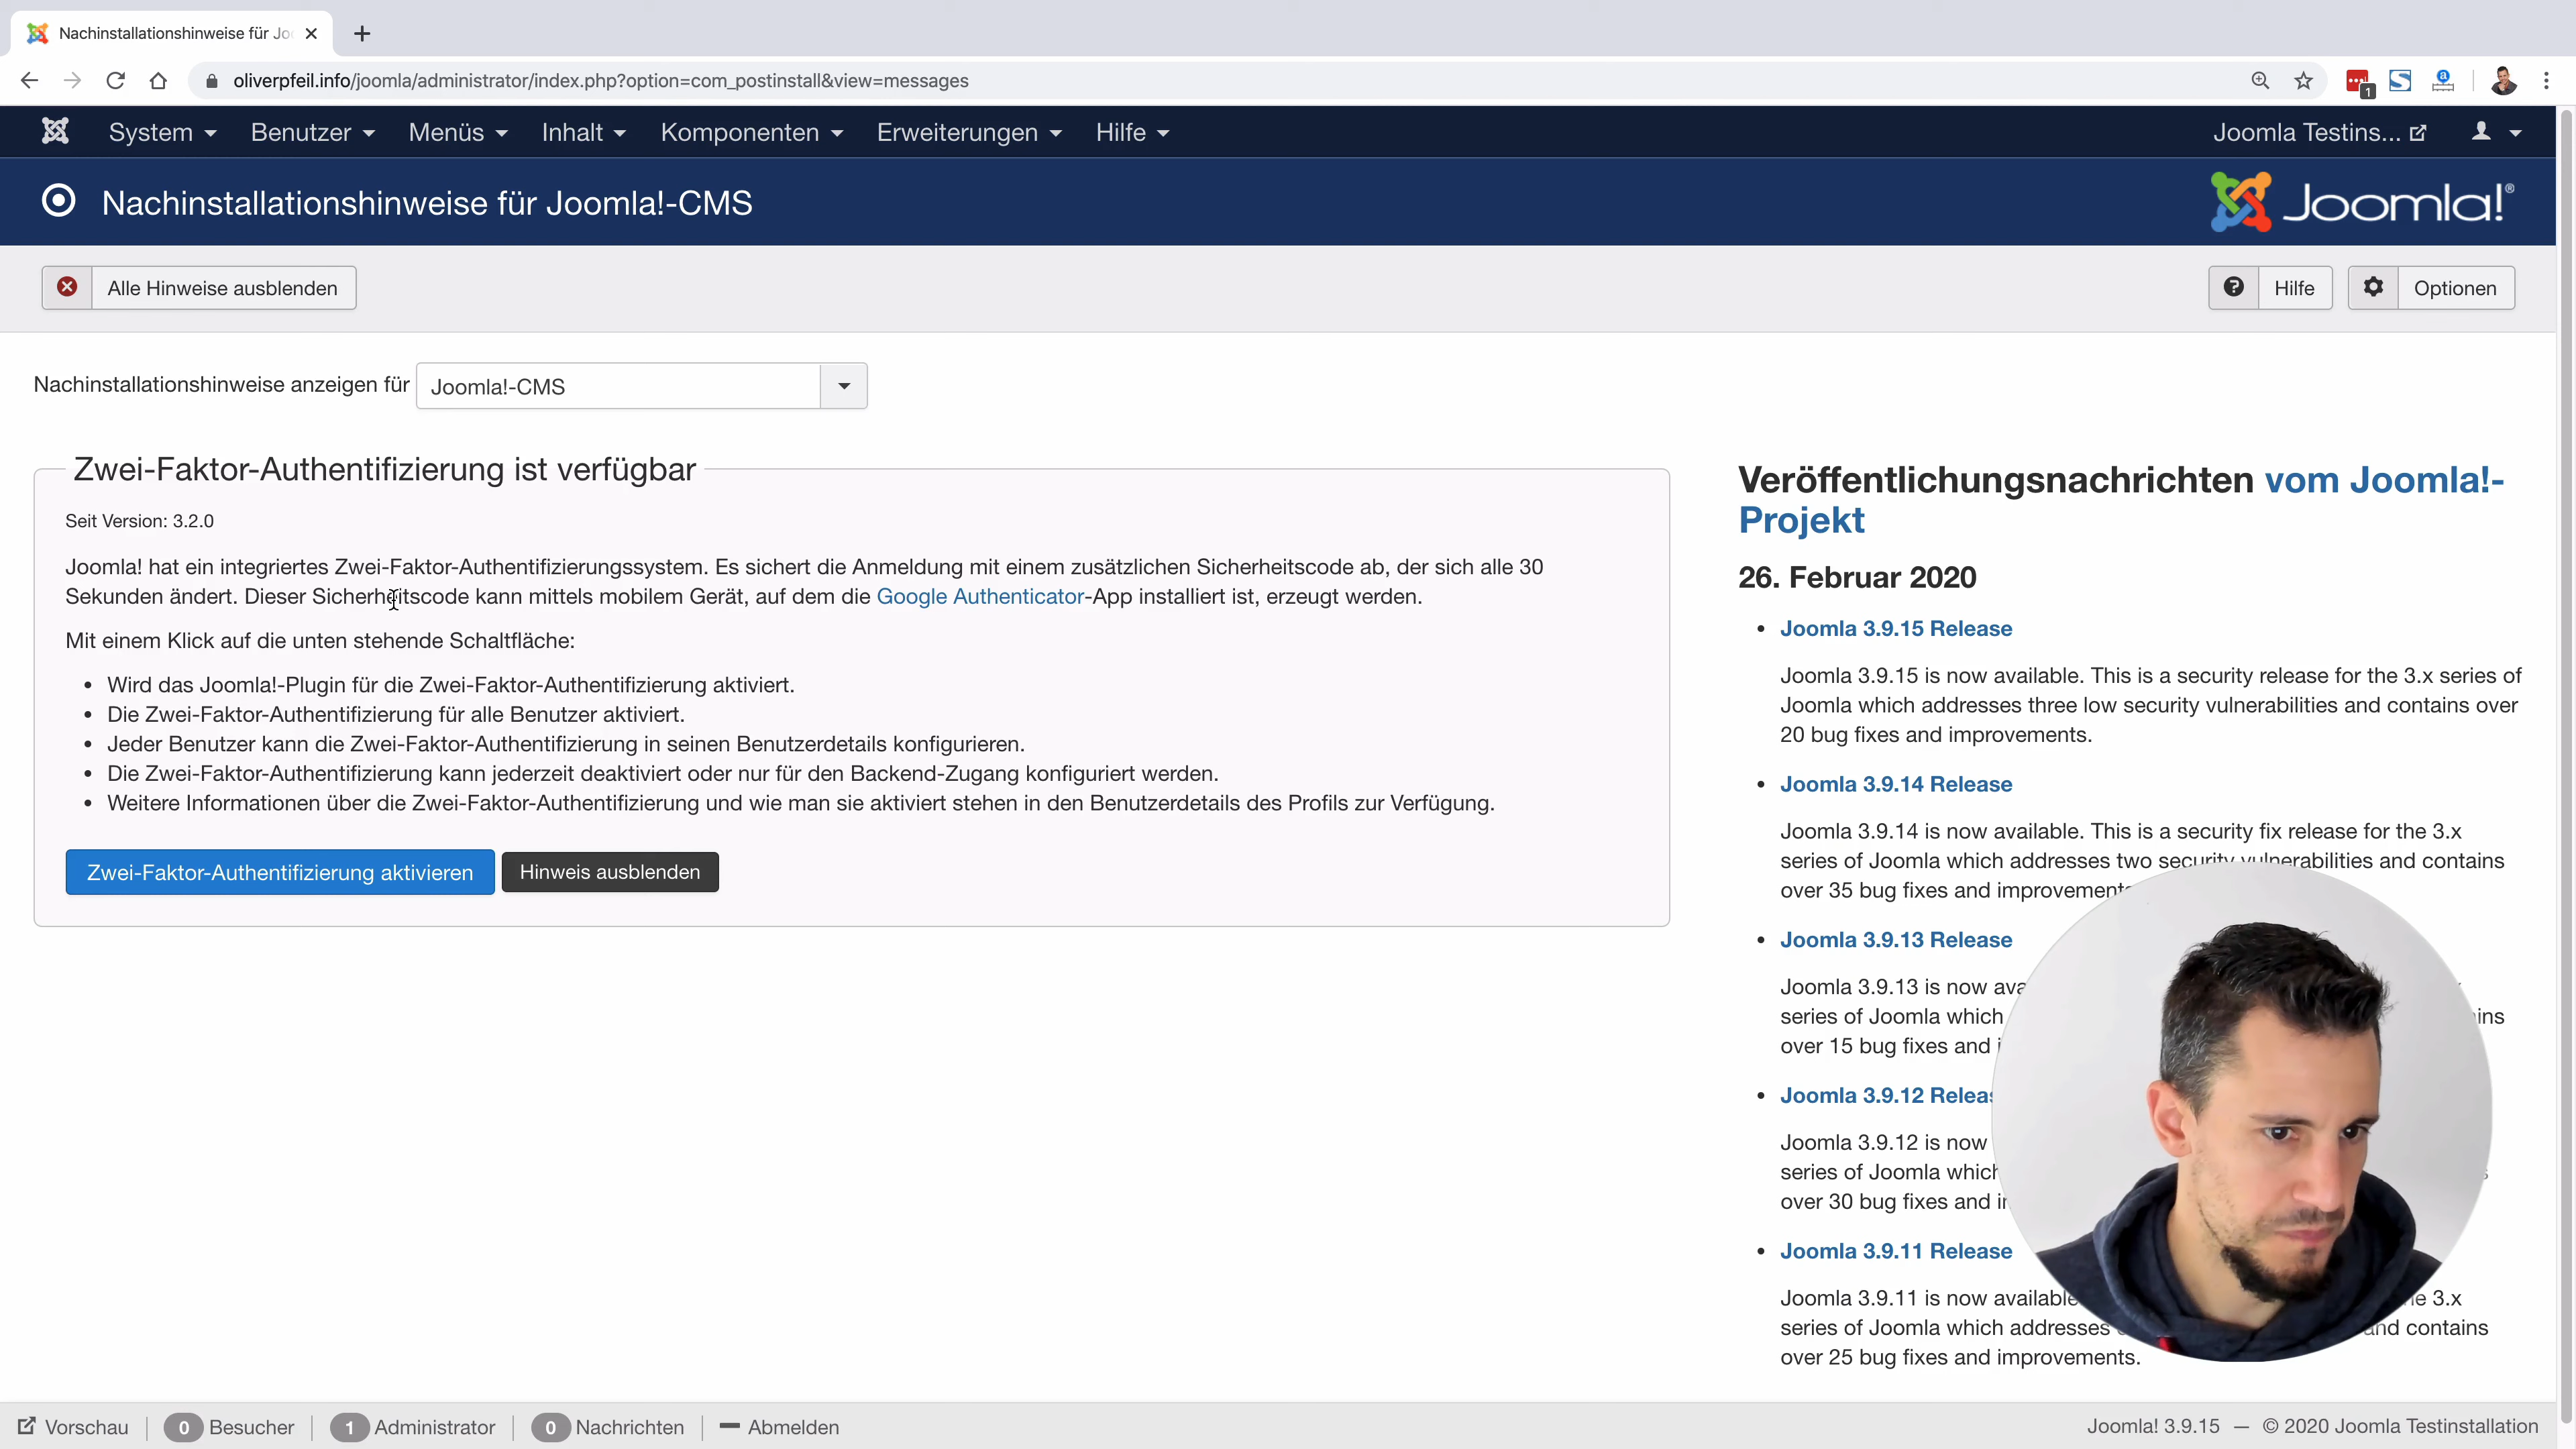 Nachinstallationshinweise für Jo
oliverpfeil.info/joomla/administrator/index.php?option=com_postinstall&view=messages
1
System
Benutzer
Menüs
Inhalt
Komponenten
Erweiterungen
Hilfe
Joomla Testins...
Nachinstallationshinweise für Joomla!-CMS
Joomla!®
Alle Hinweise ausblenden
Hilfe
Optionen
Nachinstallationshinweise anzeigen für
Joomla!-CMS
Zwei-Faktor-Authentifizierung ist verfügbar
Seit Version: 3.2.0
Joomla! hat ein integriertes Zwei-Faktor-Authentifizierungssystem. Es sichert die Anmeldung mit einem zusätzlichen Sicherheitscode ab, der sich alle 30
Sekunden ändert. Dieser Sicherheitscode kann mittels mobilem Gerät, auf dem die Google Authenticator-App installiert ist, erzeugt werden.
Mit einem Klick auf die unten stehende Schaltfläche:
• Wird das Joomla!-Plugin für die Zwei-Faktor-Authentifizierung aktiviert.
• Die Zwei-Faktor-Authentifizierung für alle Benutzer aktiviert.
• Jeder Benutzer kann die Zwei-Faktor-Authentifizierung in seinen Benutzerdetails konfigurieren.
• Die Zwei-Faktor-Authentifizierung kann jederzeit deaktiviert oder nur für den Backend-Zugang konfiguriert werden.
• Weitere Informationen über die Zwei-Faktor-Authentifizierung und wie man sie aktiviert stehen in den Benutzerdetails des Profils zur Verfügung.
Zwei-Faktor-Authentifizierung aktivieren
Hinweis ausblenden
Veröffentlichungsnachrichten vom Joomla!-
Projekt
26. Februar 2020
• Joomla 3.9.15 Release
Joomla 3.9.15 is now available. This is a security release for the 3.x series of
Joomla which addresses three low security vulnerabilities and contains over
20 bug fixes and improvements.
• Joomla 3.9.14 Release
Joomla 3.9.14 is now available. This is a security fix release for the 3.x
series of Joomla which addresses two security vulnerabilities and contains
over 35 bug fixes and improvements
• Joomla 3.9.13 Release
Joomla 3.9.13 is now ava
series of Joomla which ins
over 15 bug fixes and
• Joomla 3.9.12 Releas
Joomla 3.9.12 is now
series of Joomla which
over 30 bug fixes and
• Joomla 3.9.11 Release
Joomla 3.9.11 is now available e 3.x
series of Joomla which addresses and contains
over 25 bug fixes and improvements.
Vorschau
0 Besucher
1 Administrator
0 Nachrichten
Abmelden
Joomla! 3.9.15 — © 2020 Joomla Testinstallation